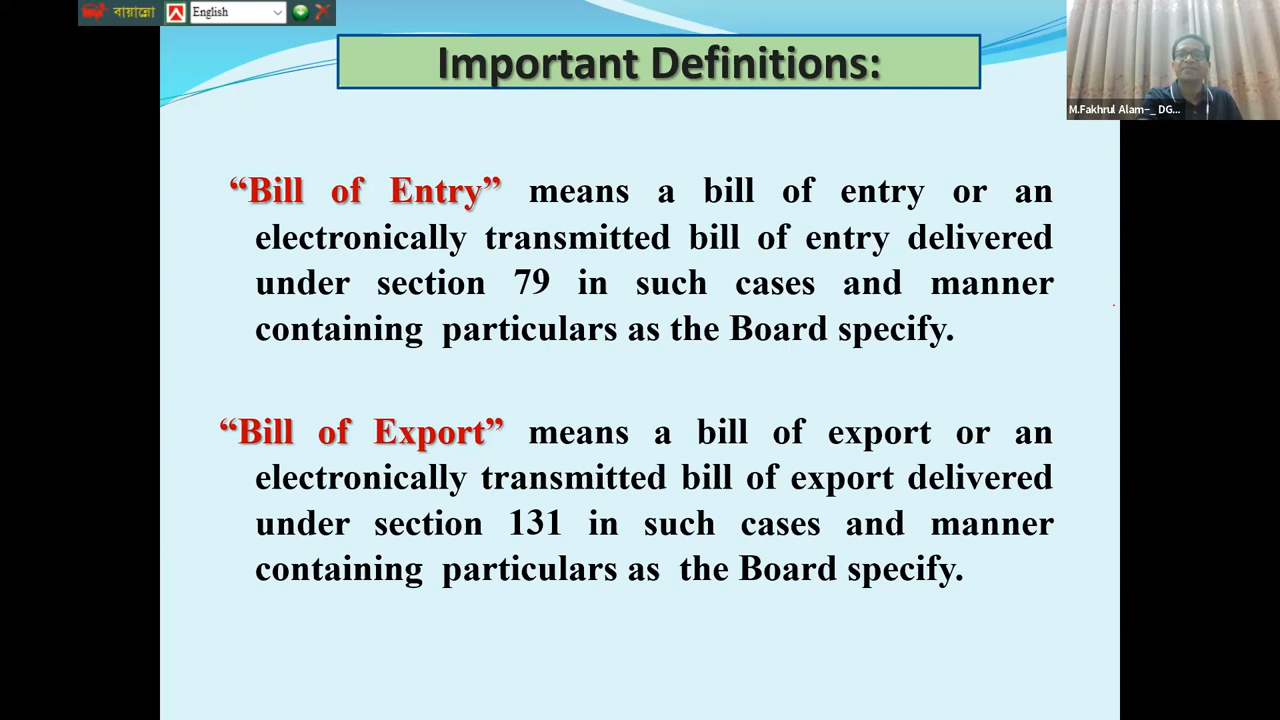 বায়ান্নো
English
Important Definitions:
M.Fakhrul Alam–_ DG...
“Bill of Entry” means a bill of entry or an
electronically transmitted bill of entry delivered
under section 79 in such cases and manner
containing particulars as the Board specify.
“Bill of Export” means a bill of export or an
electronically transmitted bill of export delivered
under section 131 in such cases and manner
containing particulars as the Board specify.